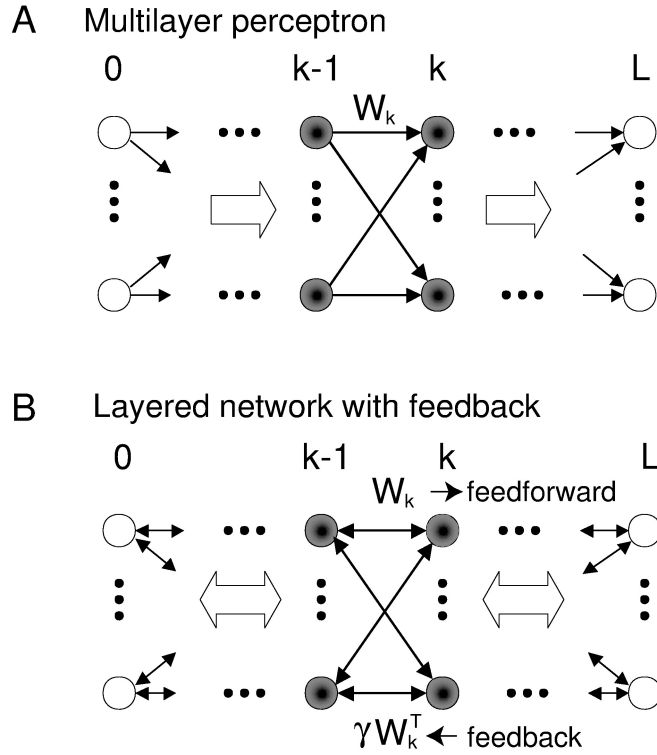 A Multilayer perceptron
0 k-1 k L
W_k
B Layered network with feedback
0 k-1 k L
W_k → feedforward
γW_k^T ← feedback